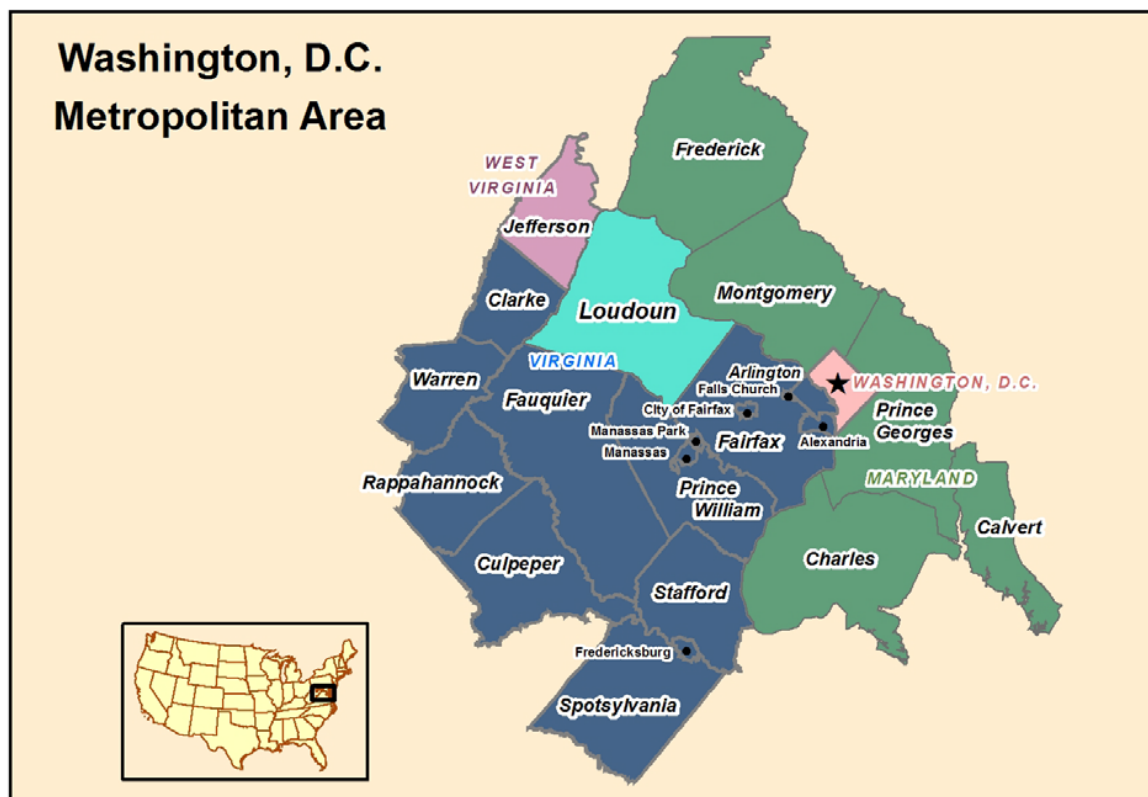 Washington, D.C.
Metropolitan Area
Frederick
WEST
VIRGINIA
Jefferson
Montgomery
Clarke
Loudoun
VIRGINIA
Warren
Fauquier
Arlington
Falls Church
WASHINGTON, D.C.
City of Fairfax
Prince
Georges
Manassas Park
Fairfax
Alexandria
Manassas
Rappahannock
Prince
William
MARYLAND
Calvert
Culpeper
Charles
Stafford
Fredericksburg
Spotsylvania